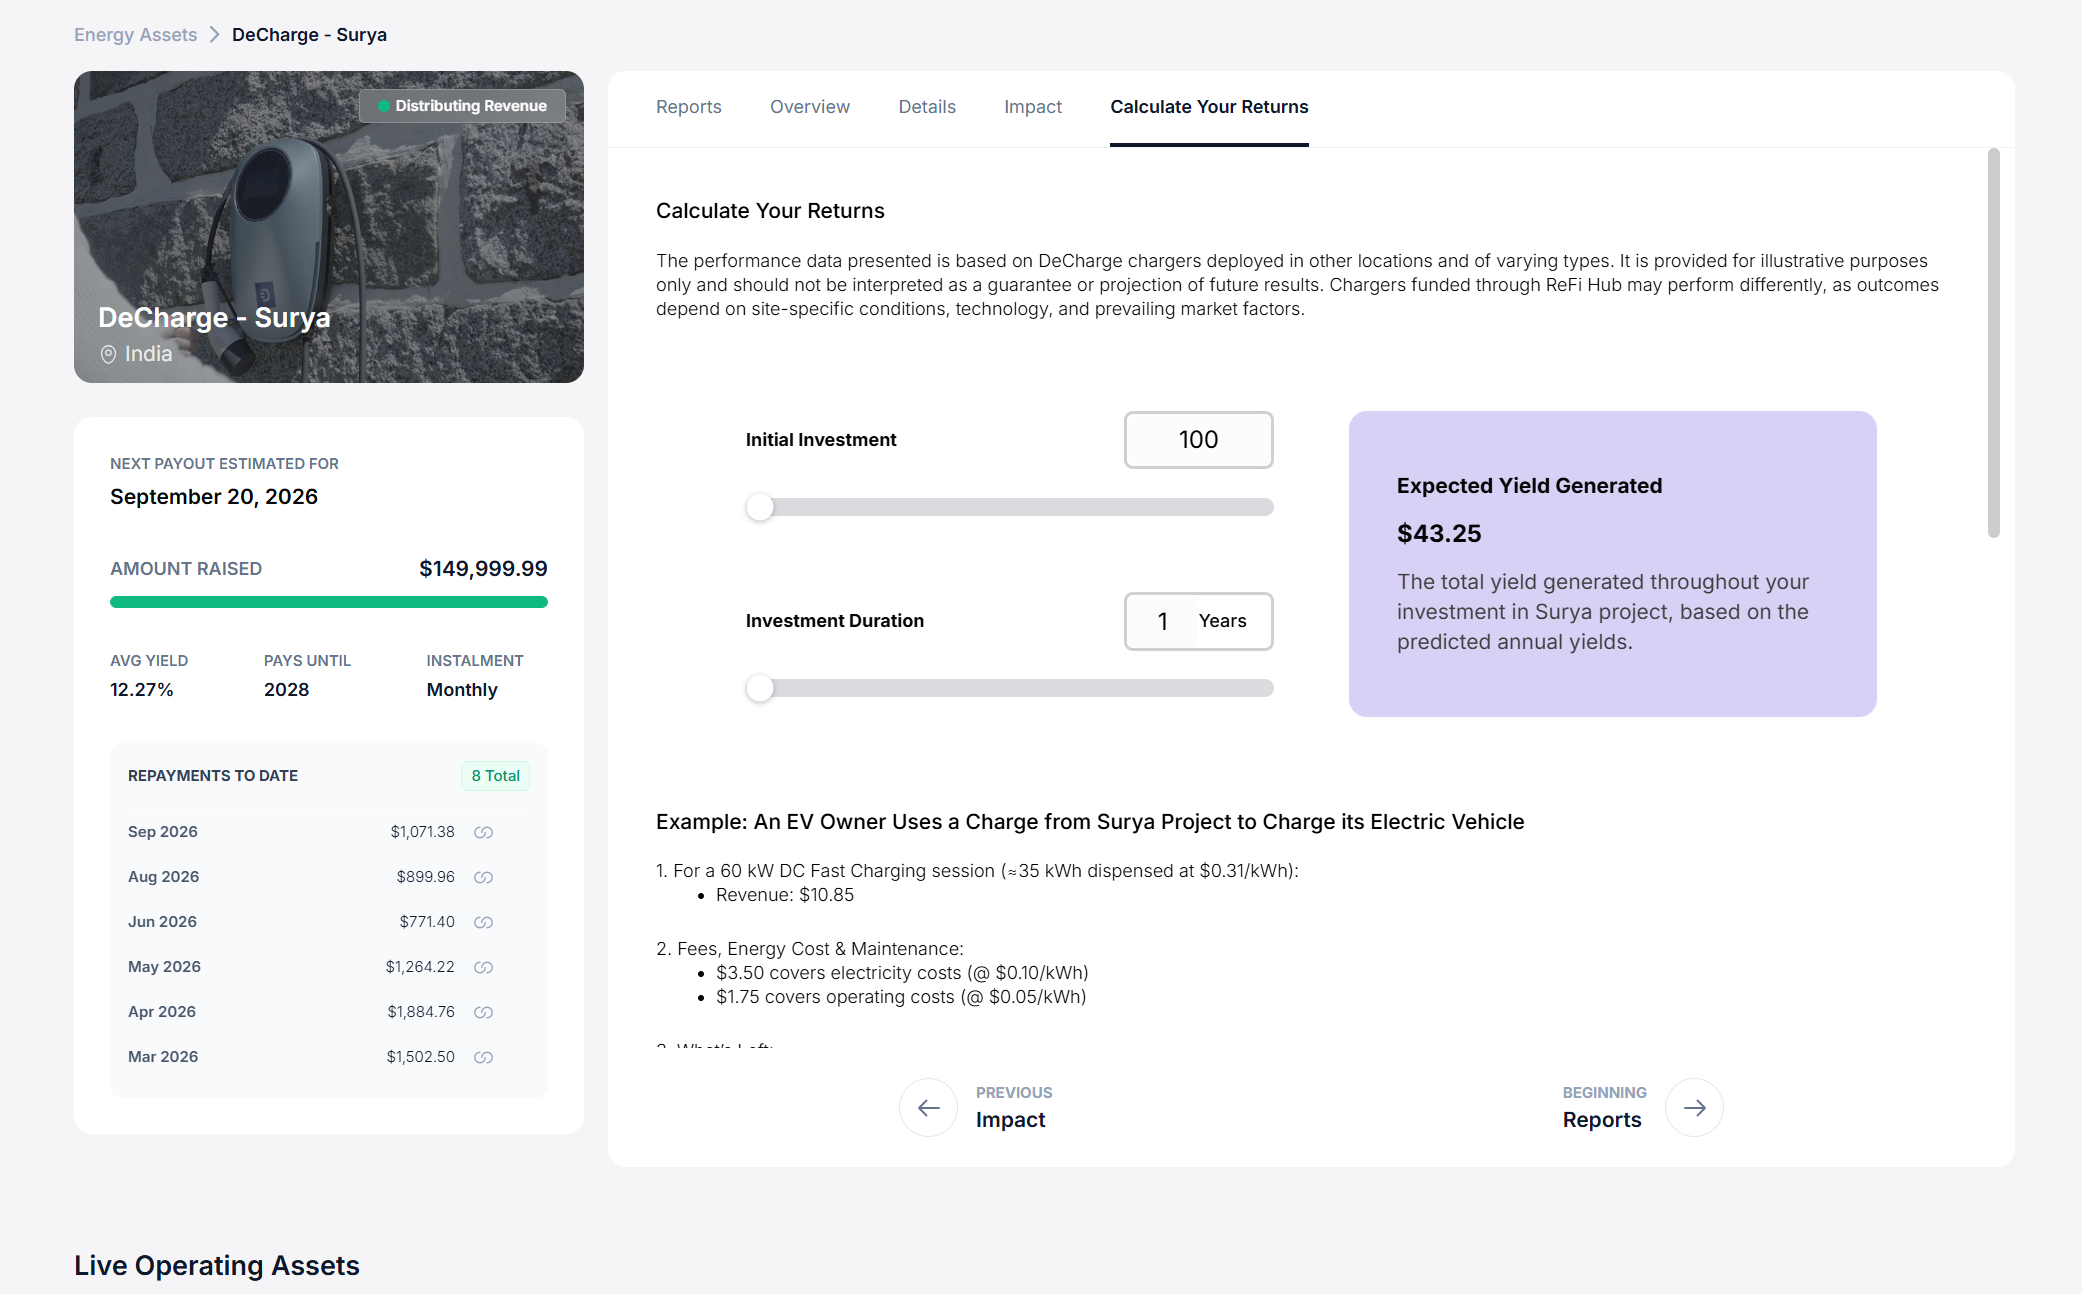 Energy Assets > DeCharge - Surya
Distributing Revenue
DeCharge - Surya
India
NEXT PAYOUT ESTIMATED FOR
September 20, 2026
AMOUNT RAISED $149,999.99
AVG YIELD PAYS UNTIL INSTALMENT
12.27% 2028 Monthly
REPAYMENTS TO DATE 8 Total
Sep 2026 $1,071.38
Aug 2026 $899.96
Jun 2026 $771.40
May 2026 $1,264.22
Apr 2026 $1,884.76
Mar 2026 $1,502.50
Reports Overview Details Impact Calculate Your Returns
Calculate Your Returns
The performance data presented is based on DeCharge chargers deployed in other locations and of varying types. It is provided for illustrative purposes
only and should not be interpreted as a guarantee or projection of future results. Chargers funded through ReFi Hub may perform differently, as outcomes
depend on site-specific conditions, technology, and prevailing market factors.
Initial Investment 100
Investment Duration 1 Years
Expected Yield Generated
$43.25
The total yield generated throughout your
investment in Surya project, based on the
predicted annual yields.
Example: An EV Owner Uses a Charge from Surya Project to Charge its Electric Vehicle
1. For a 60 kW DC Fast Charging session (≈35 kWh dispensed at $0.31/kWh):
• Revenue: $10.85
2. Fees, Energy Cost & Maintenance:
• $3.50 covers electricity costs (@ $0.10/kWh)
• $1.75 covers operating costs (@ $0.05/kWh)
3. What's Left:
PREVIOUS
Impact
BEGINNING
Reports
Live Operating Assets